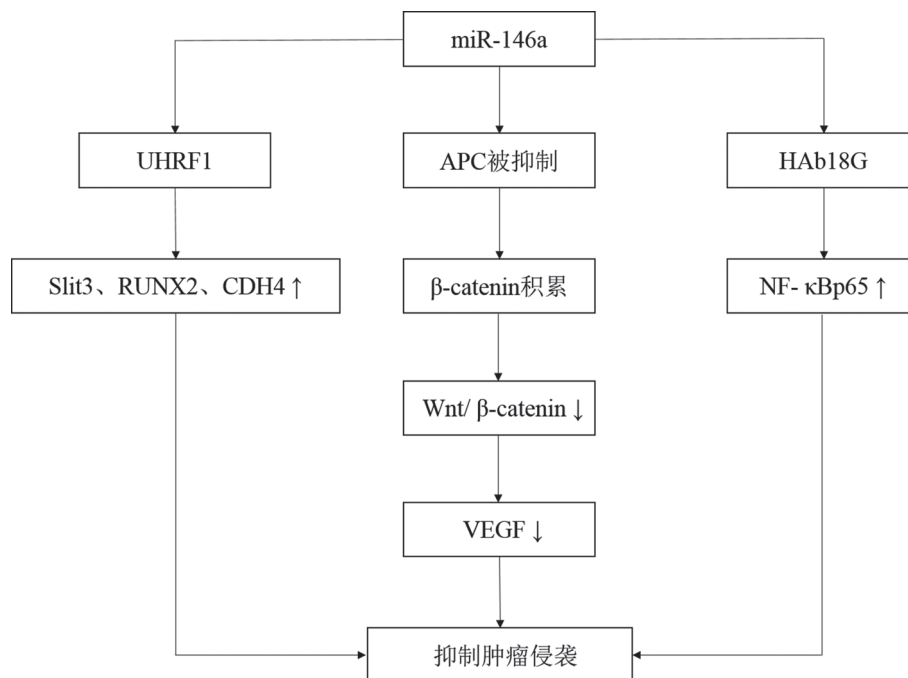 miR-146a
UHRF1
APC被抑制
HAb18G
Slit3、RUNX2、CDH4 ↑
β-catenin积累
NF- κBp65 ↑
Wnt/ β-catenin ↓
VEGF ↓
抑制肿瘤侵袭